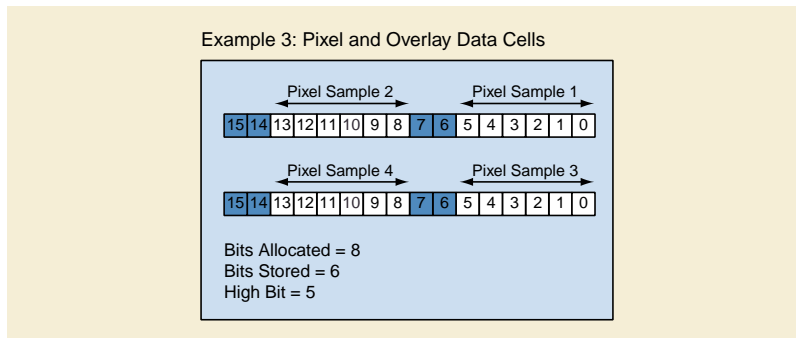 Example 3: Pixel and Overlay Data Cells
Pixel Sample 2 Pixel Sample 1
15 14 13 12 11 10 9 8 7 6 5 4 3 2 1 0
Pixel Sample 4 Pixel Sample 3
15 14 13 12 11 10 9 8 7 6 5 4 3 2 1 0
Bits Allocated = 8
Bits Stored = 6
High Bit = 5